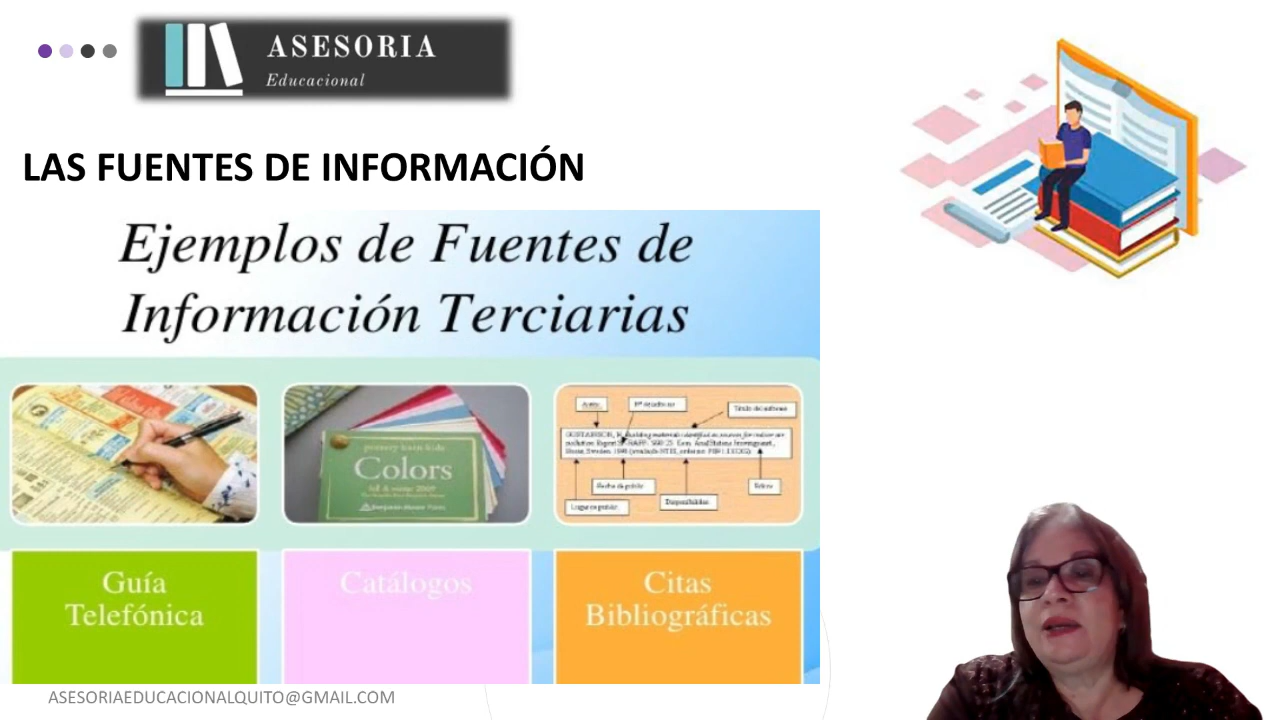 ASESORIA
Educacional
LAS FUENTES DE INFORMACIÓN
Ejemplos de Fuentes de
Información Terciarias
Colors
Guía
Telefónica
Catálogos
Citas
Bibliográficas
ASESORIAEDUCACIONALQUITO@GMAIL.COM